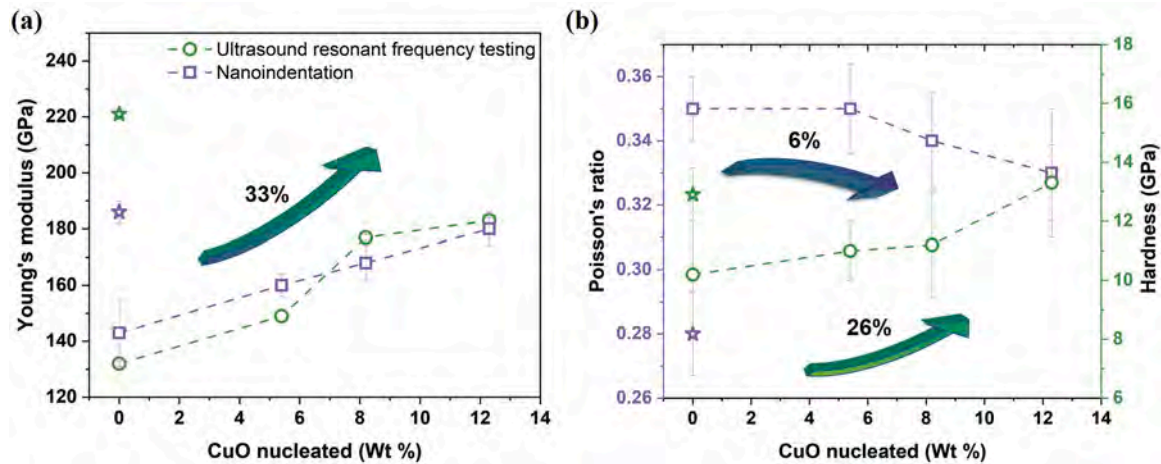 (a)
Young's modulus (GPa)
240
220
200
180
160
140
120
Ultrasound resonant frequency testing
Nanoindentation
33%
0 2 4 6 8 10 12 14
CuO nucleated (Wt %)
(b)
Poisson's ratio
0.36
0.34
0.32
0.30
0.28
0.26
6%
26%
18
16
14
12
10
8
6
Hardness (GPa)
0 2 4 6 8 10 12 14
CuO nucleated (Wt %)